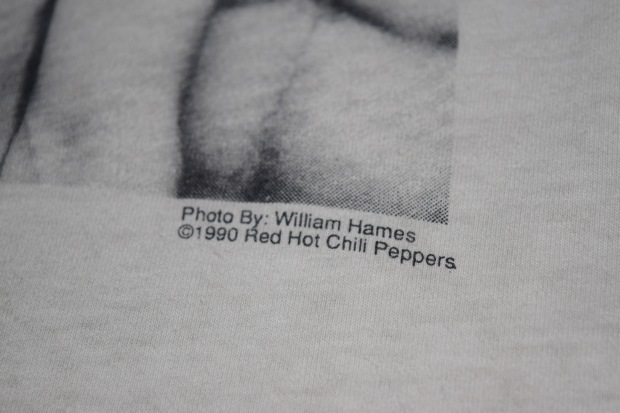 Photo By: William Hames
©1990 Red Hot Chili Peppers